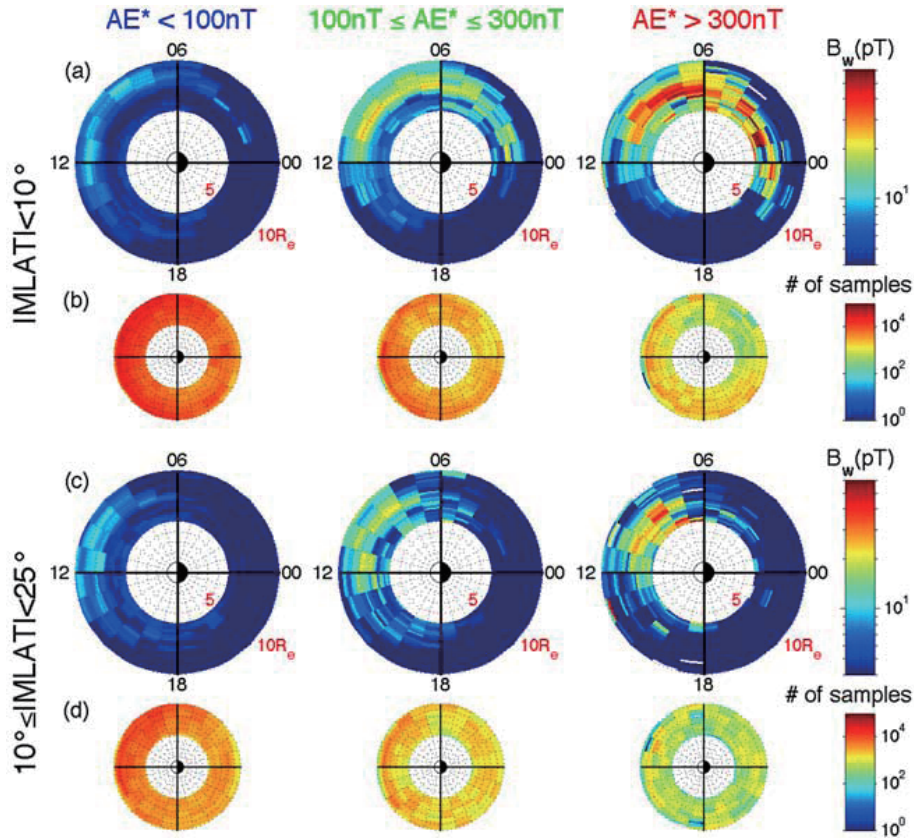 AE* < 100nT 100nT ≤ AE* ≤ 300nT AE* > 300nT
06 06 06 B_w(pT)
(a)
12 00 12 00 12 00
5 5 5
10^1
10R_e 10R_e 10R_e
18 18 18
IMLATI<10°
# of samples
(b)
10^4
10^2
10^0
06 06 06 B_w(pT)
(c)
12 00 12 00 12 00
5 5 5
10^1
10R_e 10R_e 10R_e
18 18 18
10°≤IMLATI<25°
# of samples
(d)
10^4
10^2
10^0